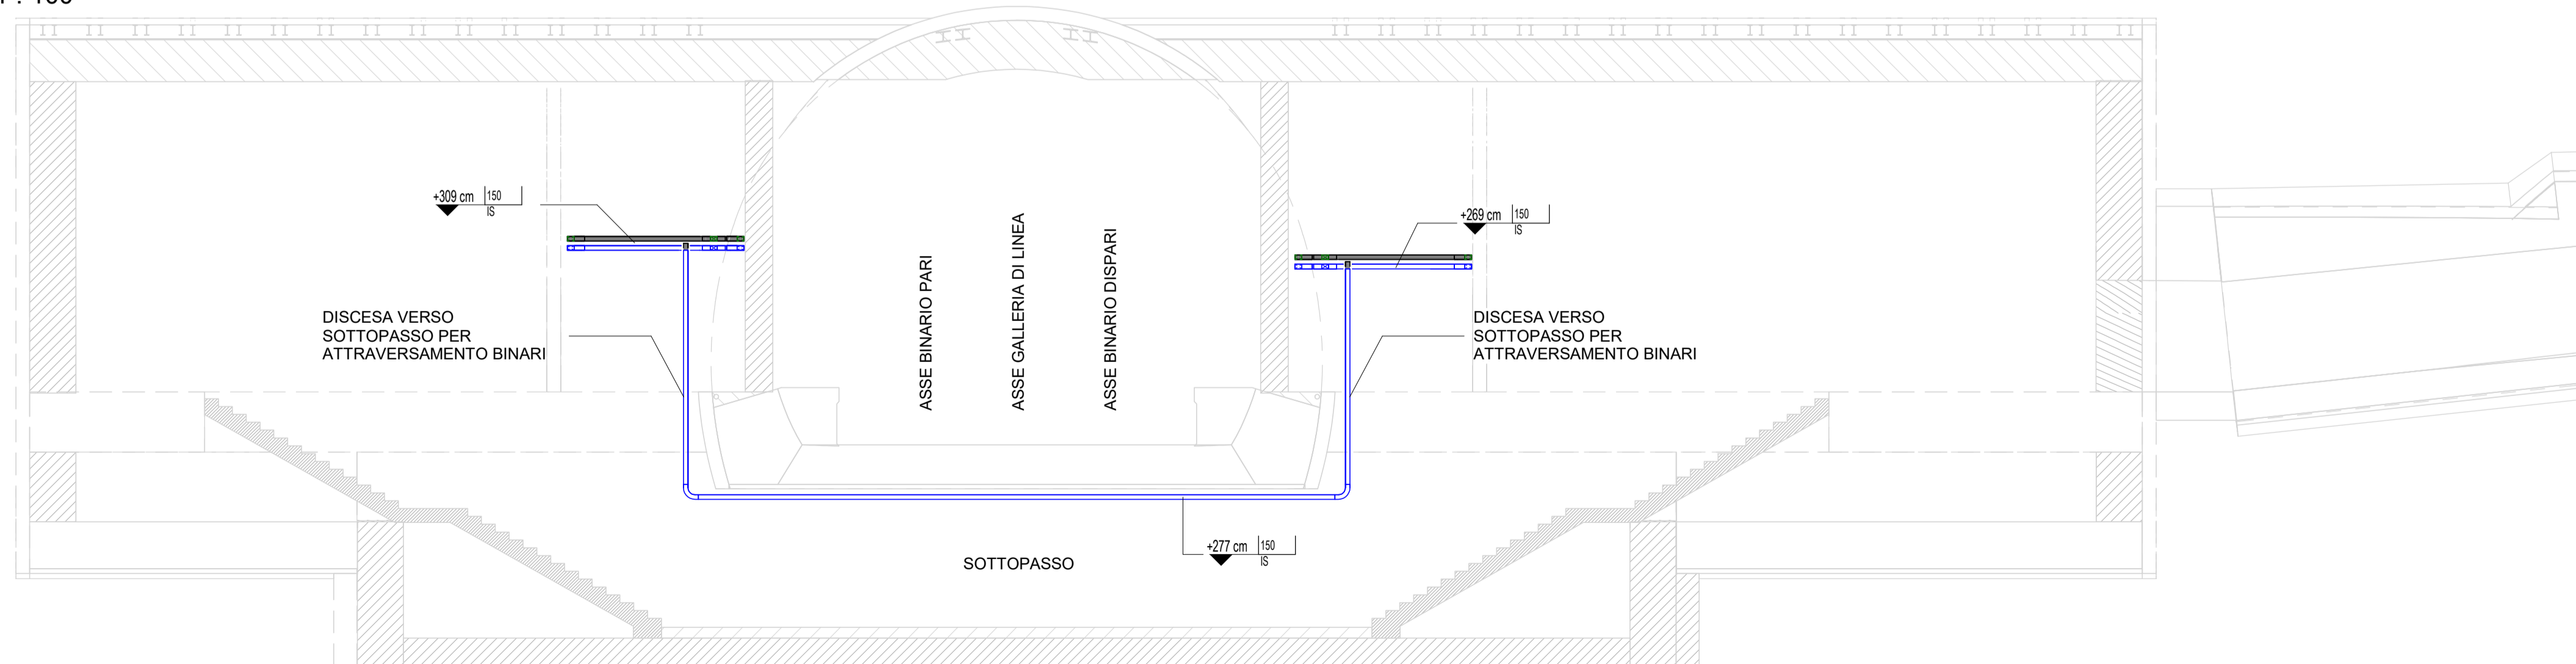 +309 cm 150
IS
+269 cm 150
IS
DISCESA VERSO
SOTTOPASSO PER
ATTRAVERSAMENTO BINARI
ASSE BINARIO PARI
ASSE GALLERIA DI LINEA
ASSE BINARIO DISPARI
DISCESA VERSO
SOTTOPASSO PER
ATTRAVERSAMENTO BINARI
+277 cm 150
IS
SOTTOPASSO